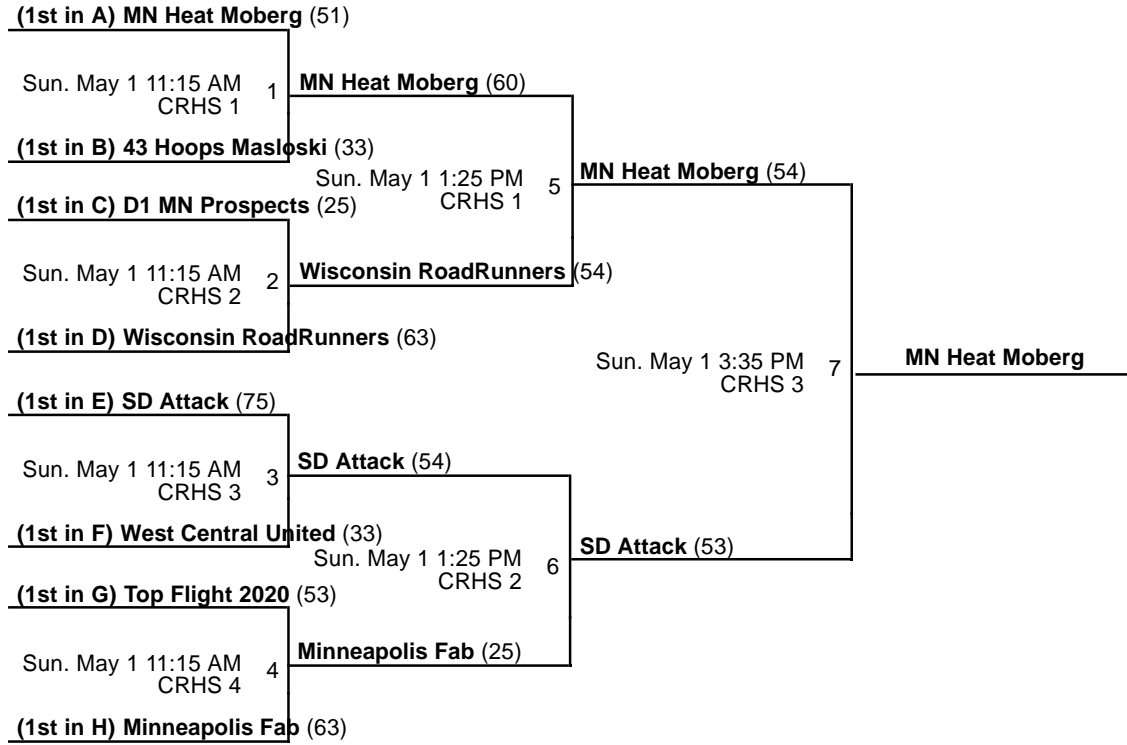 (1st in A) MN Heat Moberg (51)
Sun. May 1 11:15 AM
CRHS 1
1
MN Heat Moberg (60)
(1st in B) 43 Hoops Masloski (33)
Sun. May 1 1:25 PM
CRHS 1
5
MN Heat Moberg (54)
(1st in C) D1 MN Prospects (25)
Sun. May 1 11:15 AM
CRHS 2
2
Wisconsin RoadRunners (54)
(1st in D) Wisconsin RoadRunners (63)
Sun. May 1 3:35 PM
CRHS 3
7
MN Heat Moberg
(1st in E) SD Attack (75)
Sun. May 1 11:15 AM
CRHS 3
3
SD Attack (54)
(1st in F) West Central United (33)
Sun. May 1 1:25 PM
CRHS 2
6
SD Attack (53)
(1st in G) Top Flight 2020 (53)
Sun. May 1 11:15 AM
CRHS 4
4
Minneapolis Fab (25)
(1st in H) Minneapolis Fab (63)